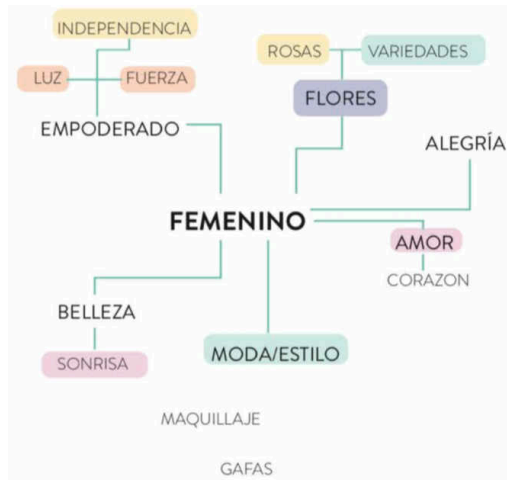 INDEPENDENCIA
LUZ
FUERZA
EMPODERADO
ROSAS
VARIEDADES
FLORES
ALEGRÍA
FEMENINO
AMOR
CORAZON
BELLEZA
SONRISA
MODA/ESTILO
MAQUILLAJE
GAFAS